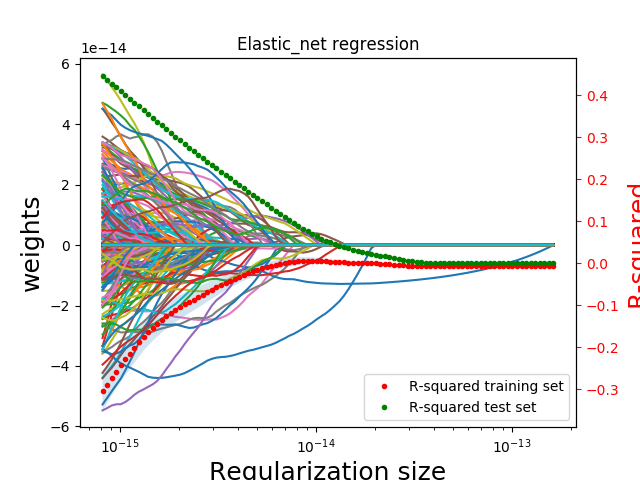 Elastic_net regression
1e−14
6
4
2
0
−2
−4
−6
weights
0.4
0.3
0.2
0.1
0.0
−0.1
−0.2
−0.3
R-squared
R-squared training set
R-squared test set
10−15
10−14
10−13
Regularization size